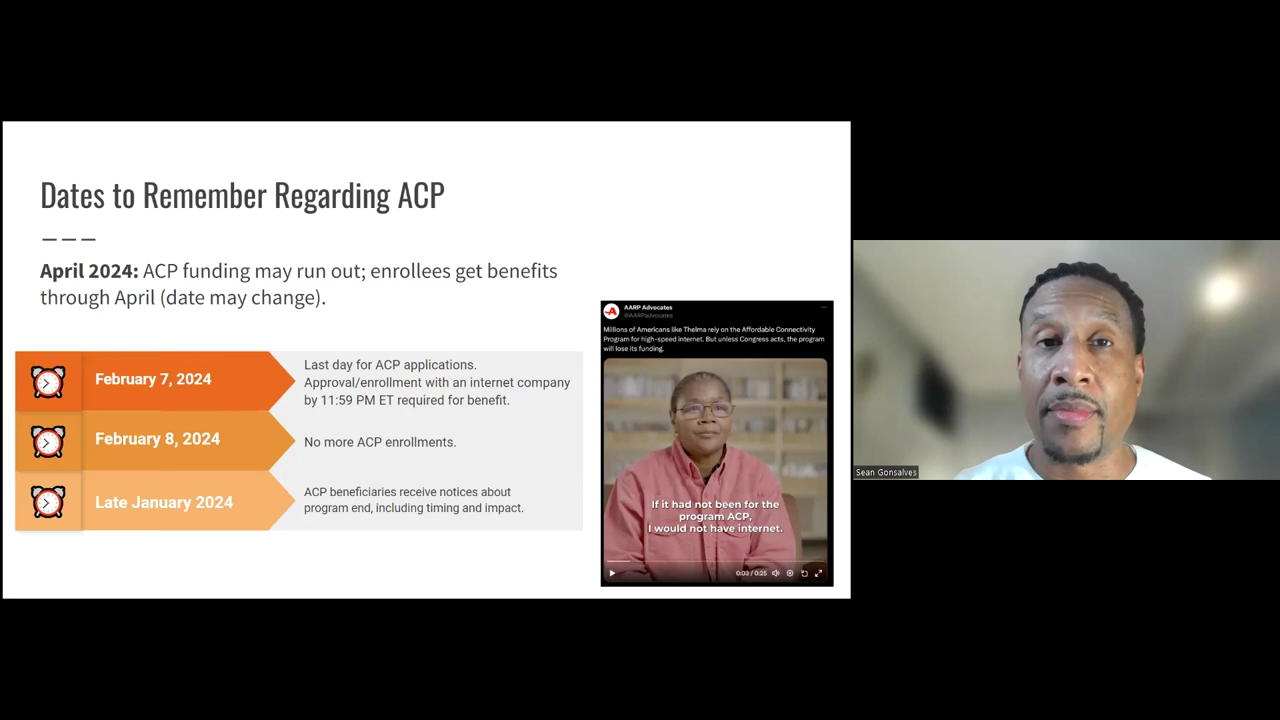 Dates to Remember Regarding ACP
April 2024: ACP funding may run out; enrollees get benefits
through April (date may change).
February 7, 2024
Last day for ACP applications.
Approval/enrollment with an internet company
by 11:59 PM ET required for benefit.
February 8, 2024
No more ACP enrollments.
Late January 2024
ACP beneficiaries receive notices about
program end, including timing and impact.
AARP Advocates
@AARPadvocates
Millions of Americans like Thelma rely on the Affordable Connectivity
Program for high-speed internet. But unless Congress acts, the program
will lose its funding.
If it had not been for the
program ACP,
I would not have internet.
0:03 / 0:25
Sean Gonsalves